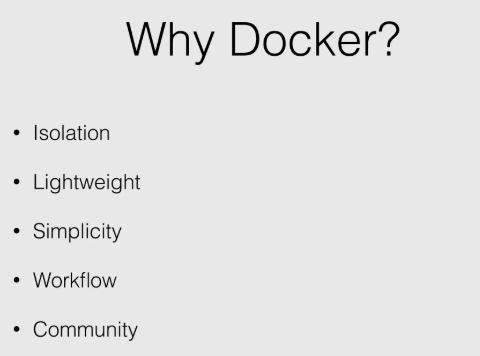 Why Docker?
• Isolation
• Lightweight
• Simplicity
• Workflow
• Community